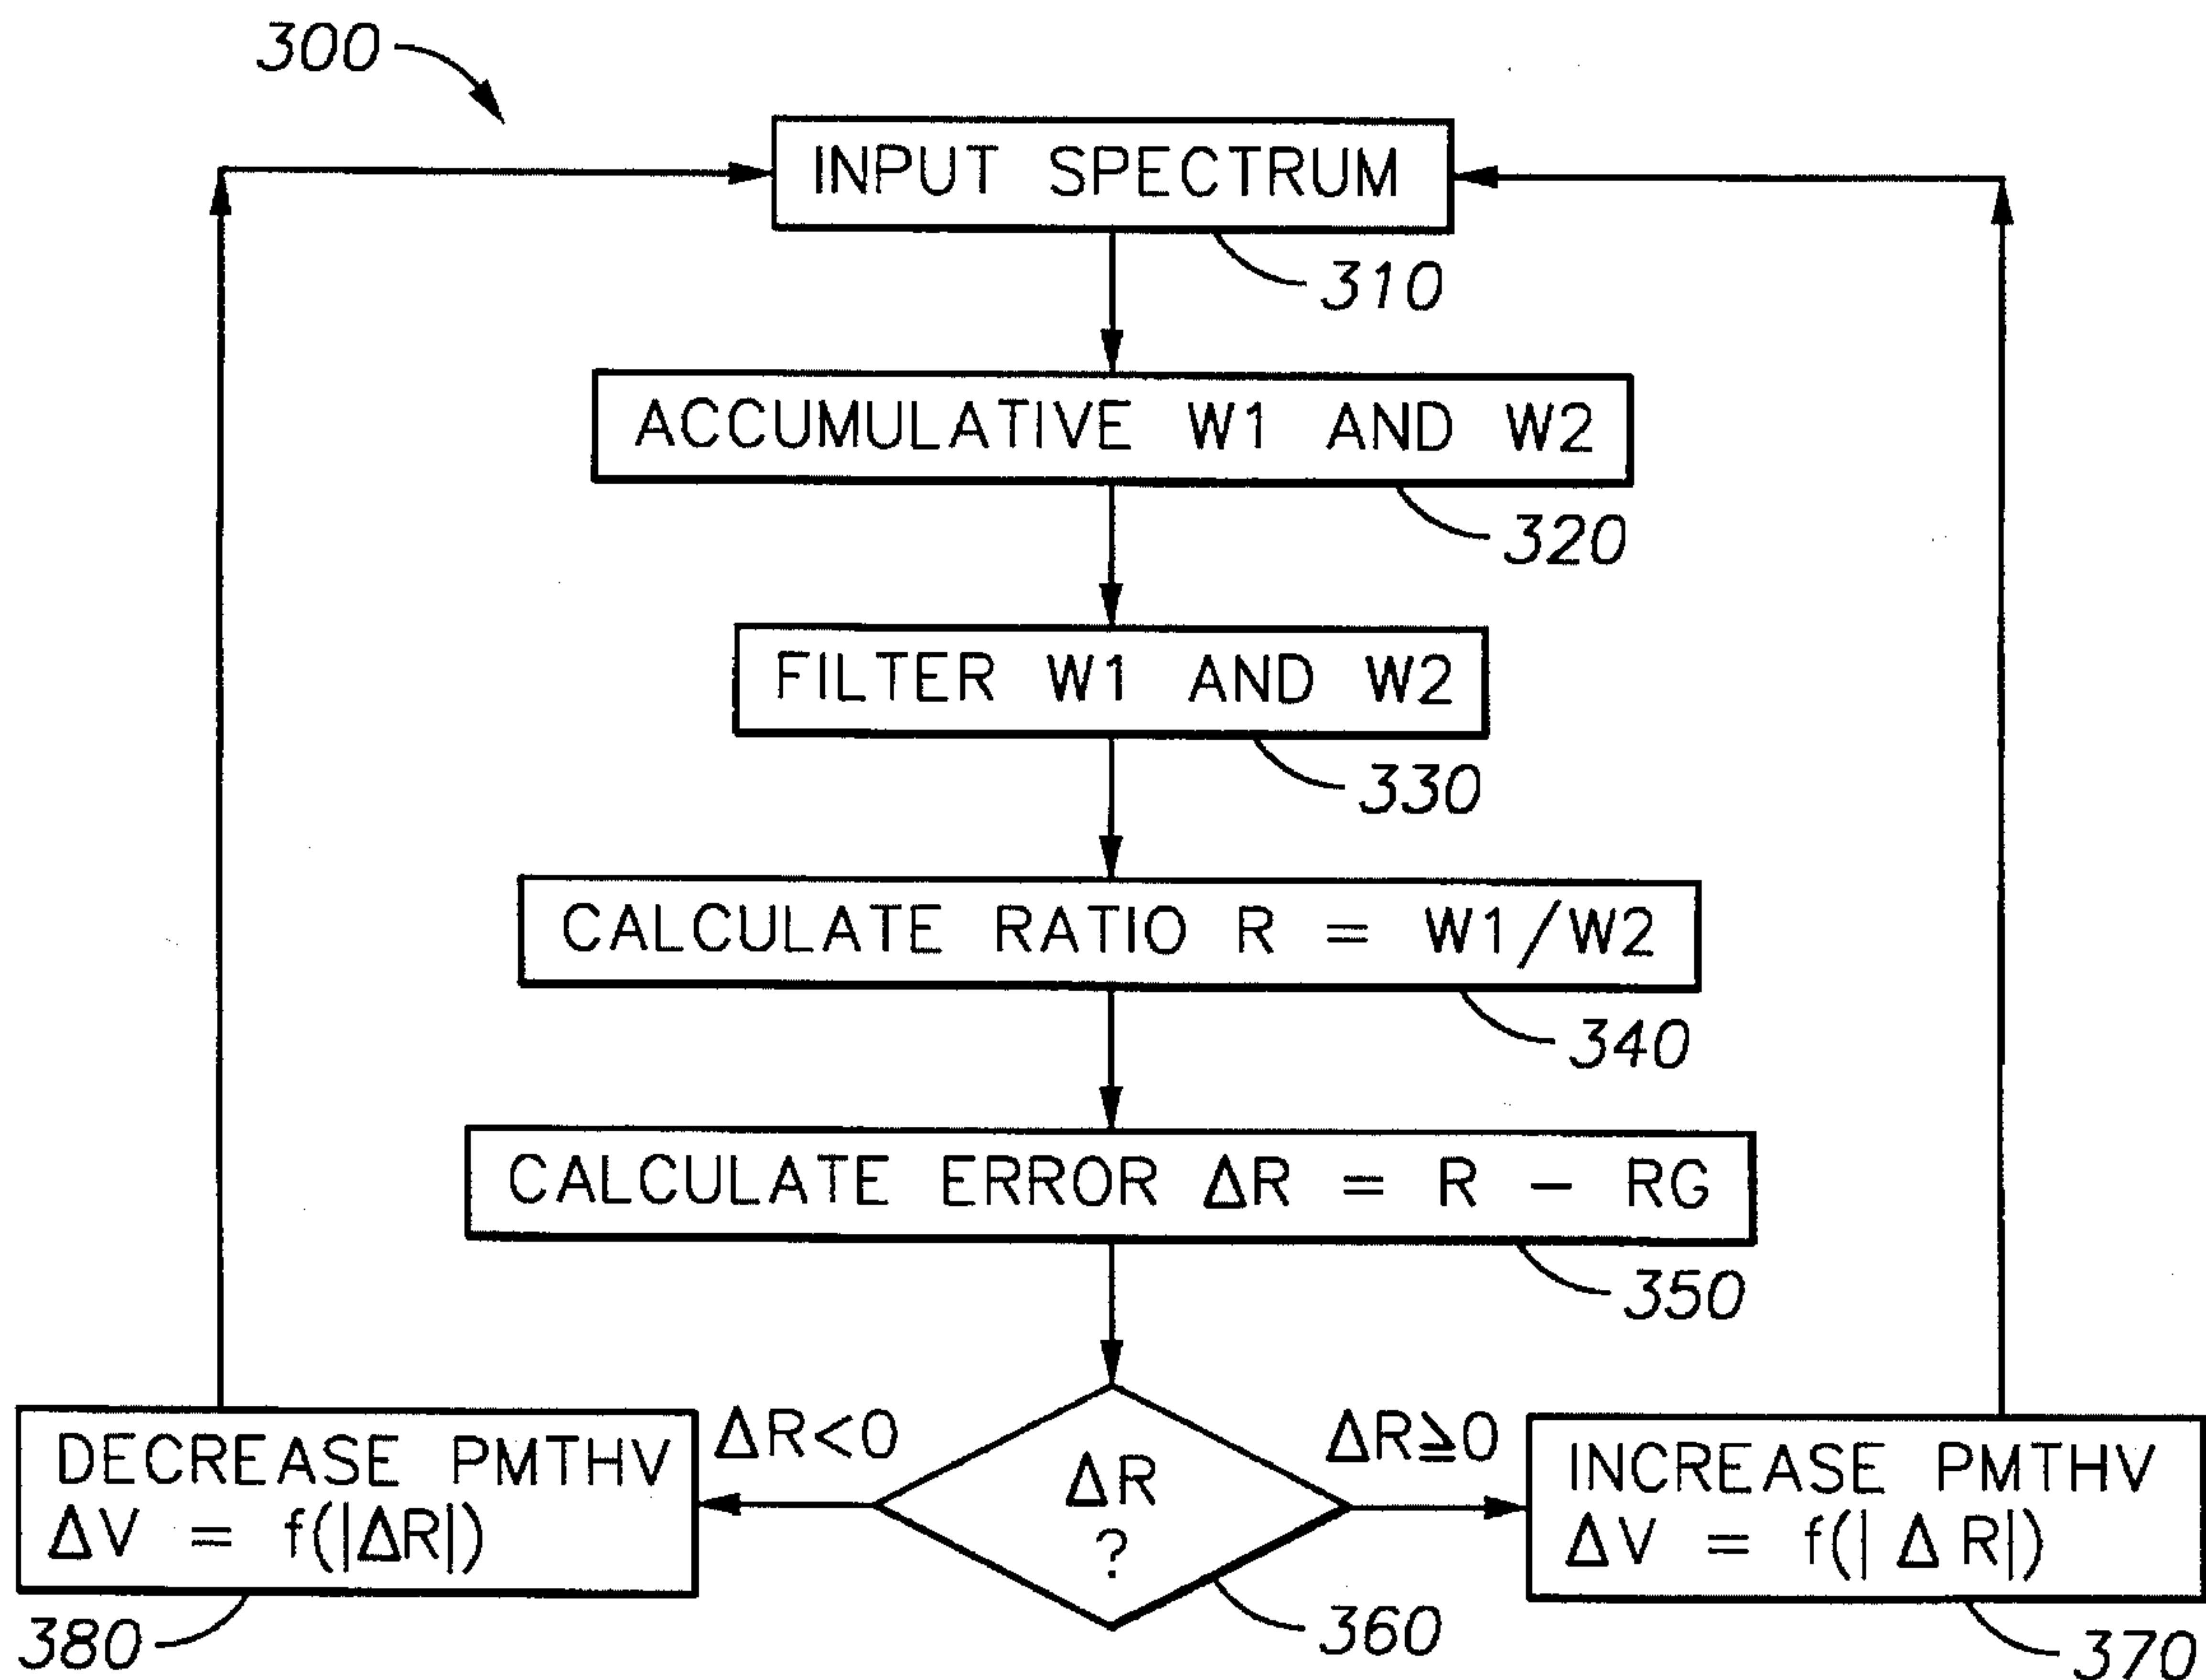 300
INPUT SPECTRUM
310
ACCUMULATIVE W1 AND W2
320
FILTER W1 AND W2
330
CALCULATE RATIO R = W1/W2
340
CALCULATE ERROR ΔR = R − RG
350
DECREASE PMTHV
ΔV = f(|ΔR|)
380
ΔR<0
ΔR
?
360
ΔR≧0
INCREASE PMTHV
ΔV = f(| Δ R|)
370